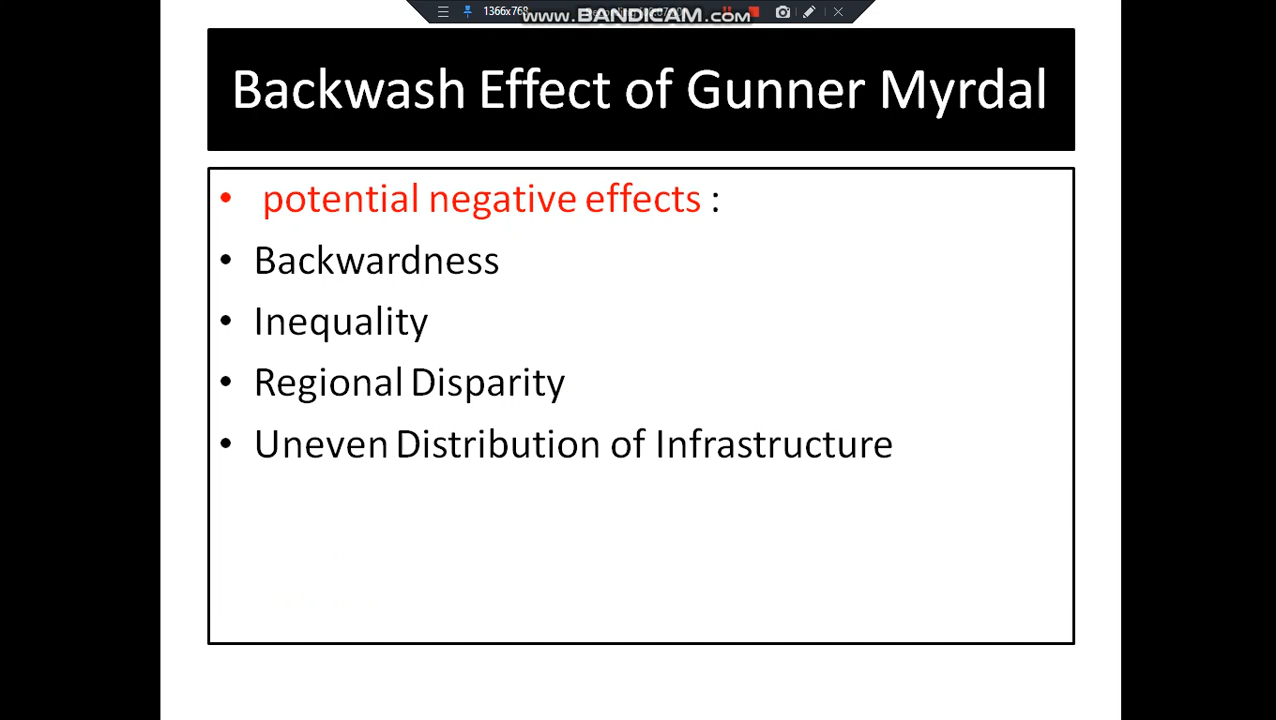 1366x768
www.BANDICAM.com
Backwash Effect of Gunner Myrdal
• potential negative effects :
• Backwardness
• Inequality
• Regional Disparity
• Uneven Distribution of Infrastructure